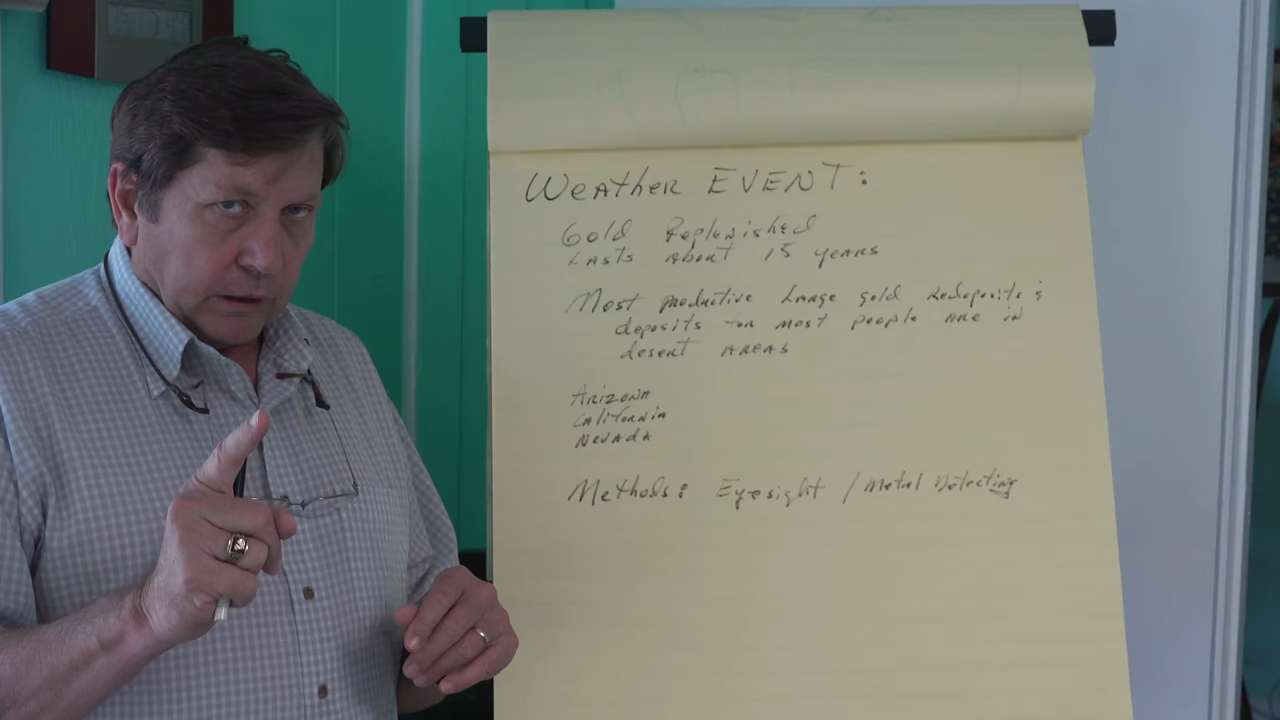 Weather EVENT:
Gold Replenished
Lasts About 15 years
Most productive Large gold Redeposits &
deposits for most people are in
desert AREAS
Arizona
California
Nevada
Methods: Eyesight / Metal Detecting